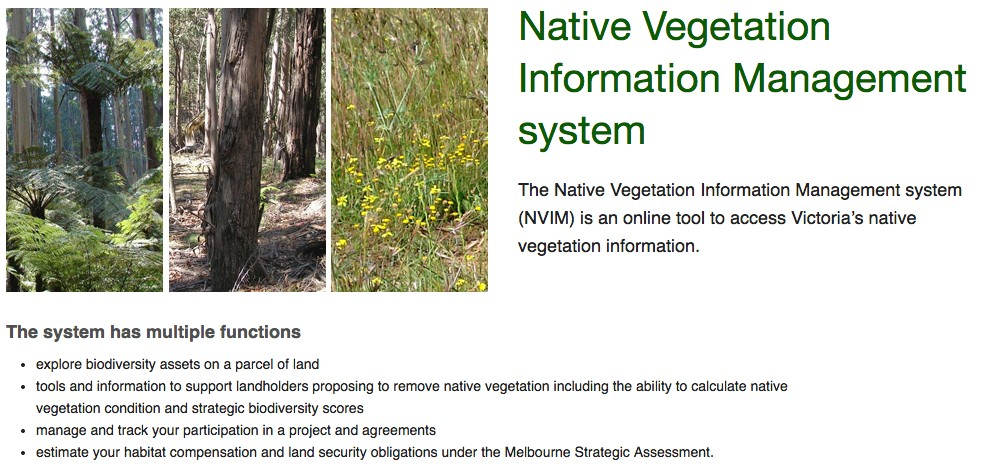 Native Vegetation
Information Management
system
The Native Vegetation Information Management system
(NVIM) is an online tool to access Victoria’s native
vegetation information.
The system has multiple functions
• explore biodiversity assets on a parcel of land
• tools and information to support landholders proposing to remove native vegetation including the ability to calculate native
vegetation condition and strategic biodiversity scores
• manage and track your participation in a project and agreements
• estimate your habitat compensation and land security obligations under the Melbourne Strategic Assessment.